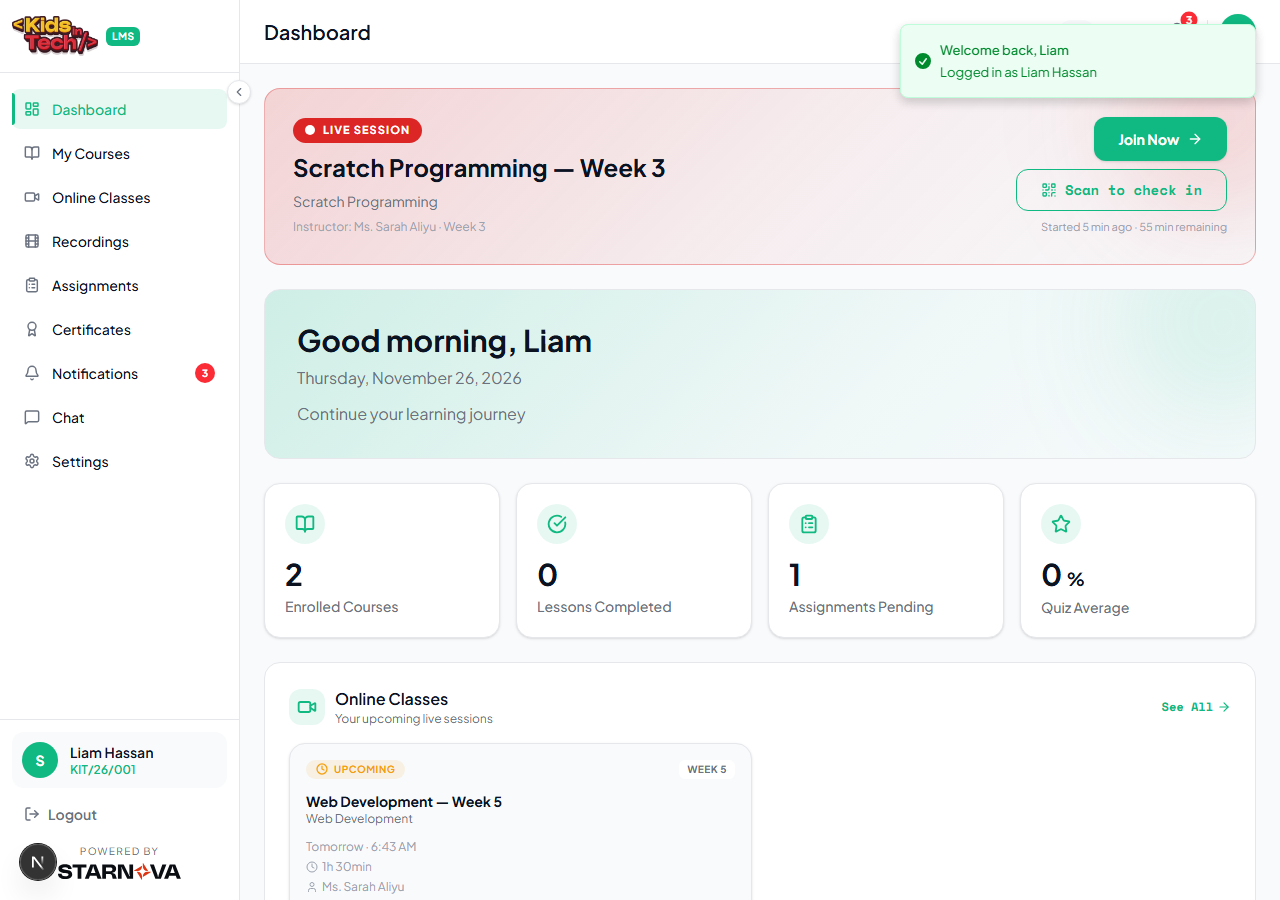 <Kids in Tech/>
LMS
Dashboard
My Courses
Online Classes
Recordings
Assignments
Certificates
Notifications
3
Chat
Settings
Liam Hassan
S
KIT/26/001
Logout
POWERED BY
N
STARNOVA
Dashboard
3
Welcome back, Liam
Logged in as Liam Hassan
LIVE SESSION
Scratch Programming — Week 3
Scratch Programming
Instructor: Ms. Sarah Aliyu · Week 3
Join Now
Scan to check in
Started 5 min ago · 55 min remaining
Good morning, Liam
Thursday, November 26, 2026
Continue your learning journey
2
Enrolled Courses
0
Lessons Completed
1
Assignments Pending
0 %
Quiz Average
Online Classes
Your upcoming live sessions
See All
UPCOMING
WEEK 5
Web Development — Week 5
Web Development
Tomorrow · 6:43 AM
1h 30min
Ms. Sarah Aliyu